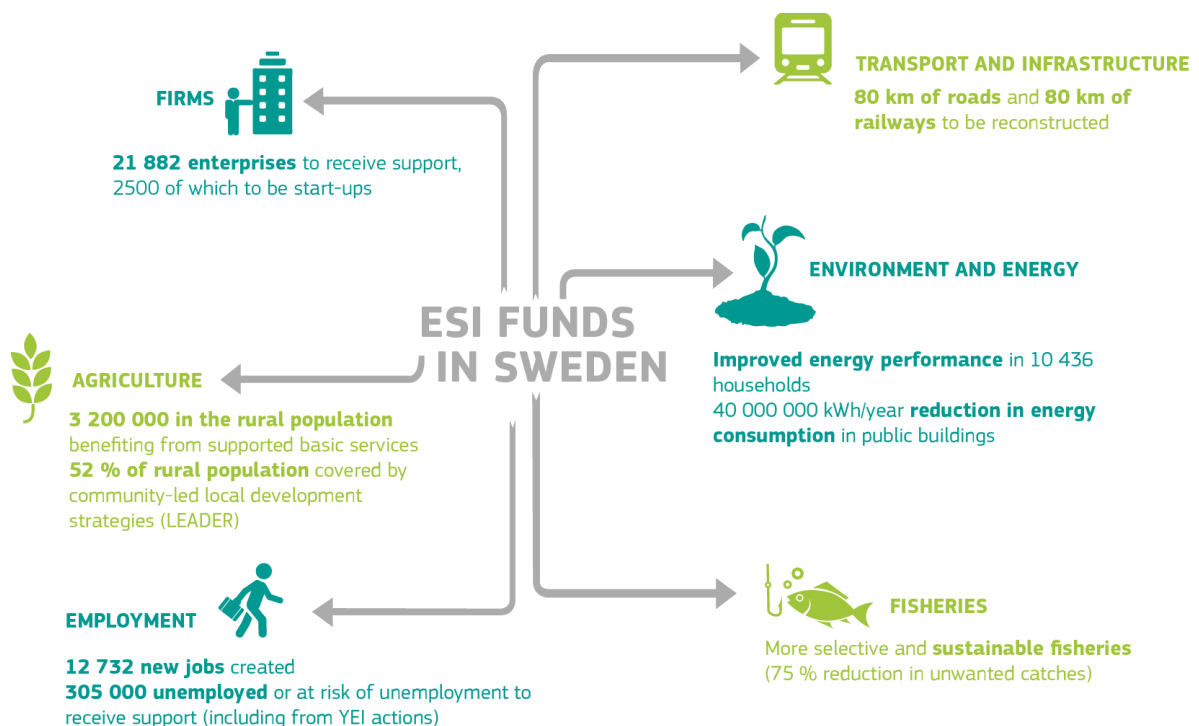 FIRMS
21 882 enterprises to receive support,
2500 of which to be start-ups
TRANSPORT AND INFRASTRUCTURE
80 km of roads and 80 km of
railways to be reconstructed
ENVIRONMENT AND ENERGY
Improved energy performance in 10 436
households
40 000 000 kWh/year reduction in energy
consumption in public buildings
ESI FUNDS
IN SWEDEN
AGRICULTURE
3 200 000 in the rural population
benefiting from supported basic services
52 % of rural population covered by
community-led local development
strategies (LEADER)
EMPLOYMENT
12 732 new jobs created
305 000 unemployed or at risk of unemployment to
receive support (including from YEI actions)
FISHERIES
More selective and sustainable fisheries
(75 % reduction in unwanted catches)